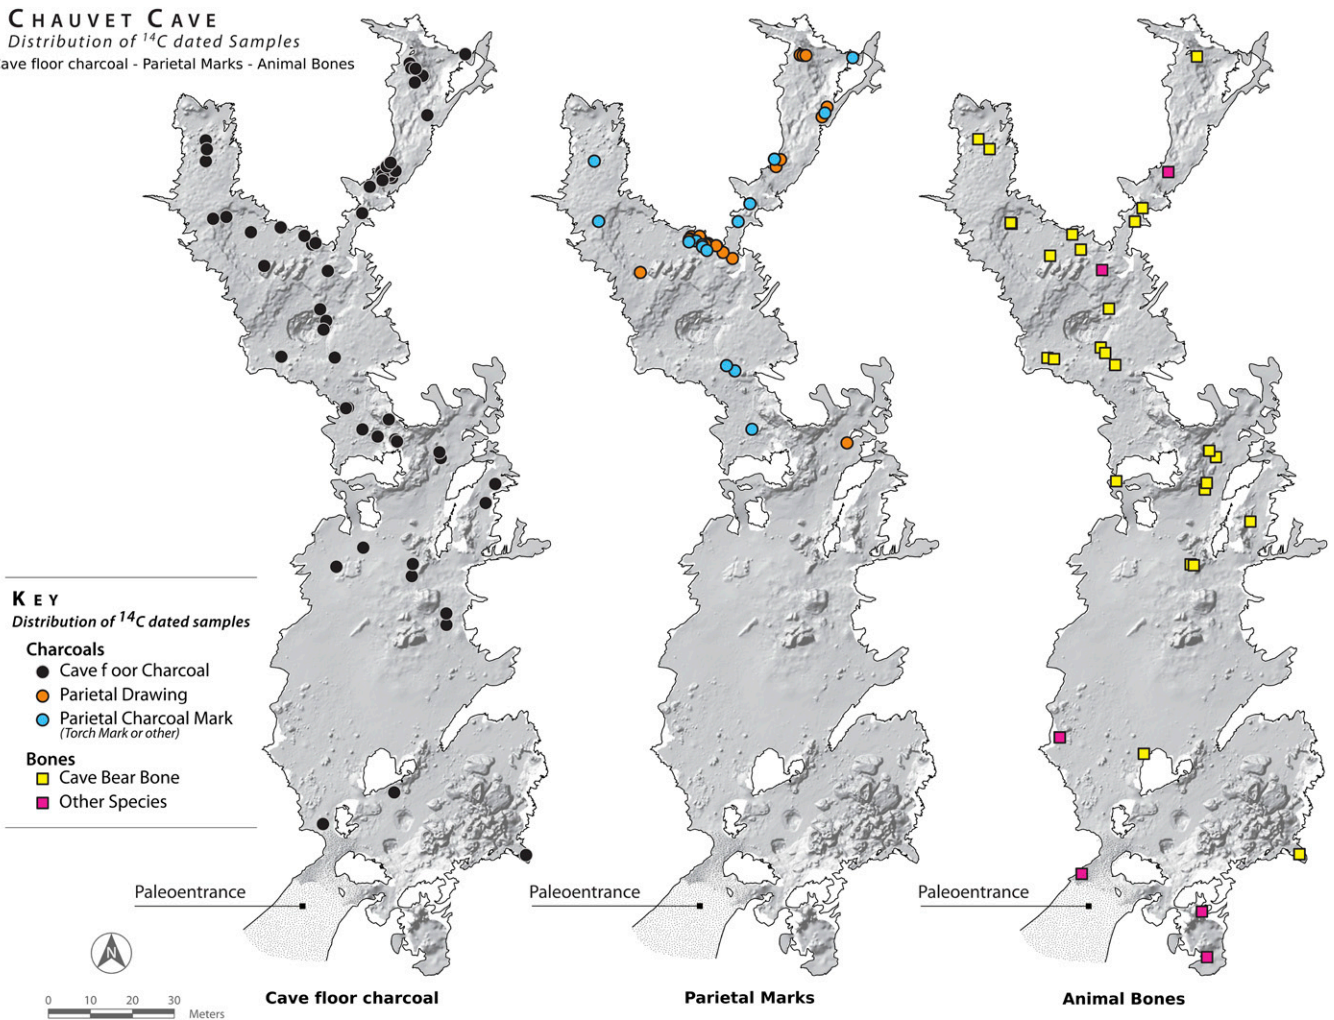 CHAUVET CAVE
Distribution of ¹⁴C dated Samples
ave floor charcoal - Parietal Marks - Animal Bones
KEY
Distribution of ¹⁴C dated samples
Charcoals
Cave f oor Charcoal
Parietal Drawing
Parietal Charcoal Mark
(Torch Mark or other)
Bones
Cave Bear Bone
Other Species
Paleoentrance
Paleoentrance
Paleoentrance
N
0 10 20 30
Meters
Cave floor charcoal
Parietal Marks
Animal Bones